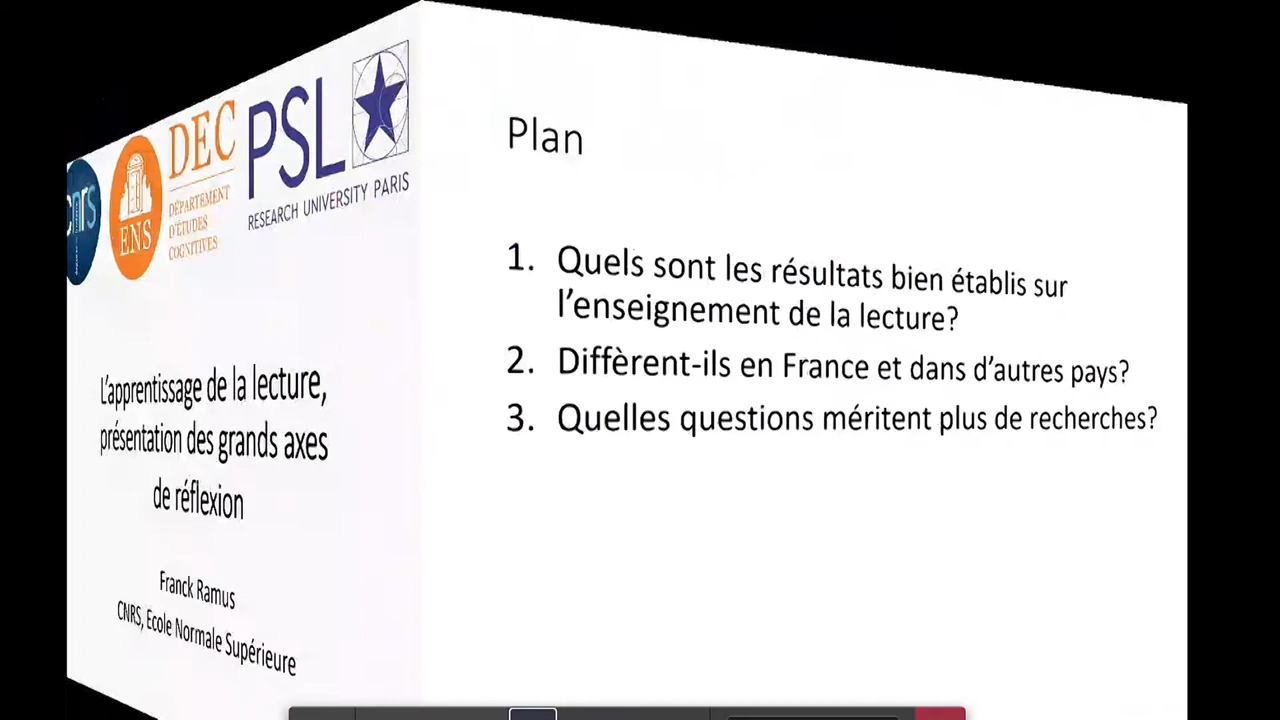 cnrs
ENS
DEC
DÉPARTEMENT
D'ÉTUDES
COGNITIVES
PSL
RESEARCH UNIVERSITY PARIS
L'apprentissage de la lecture,
présentation des grands axes
de réflexion
Franck Ramus
CNRS, Ecole Normale Supérieure
Plan
1. Quels sont les résultats bien établis sur
l'enseignement de la lecture?
2. Diffèrent-ils en France et dans d'autres pays?
3. Quelles questions méritent plus de recherches?